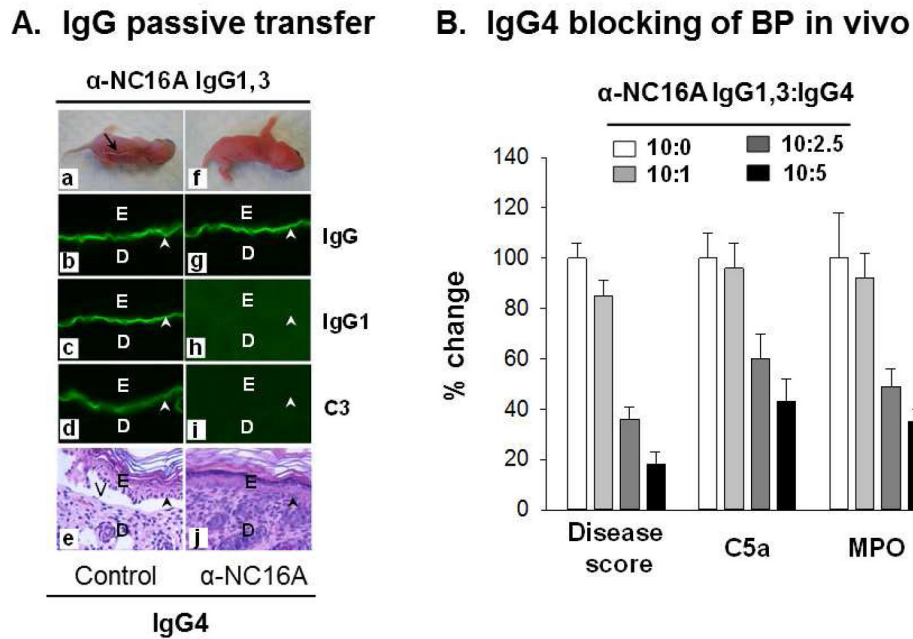 A. IgG passive transfer
α-NC16A IgG1,3
a
f
E
E
D
D
b
g
IgG
E
E
D
D
c
h
IgG1
E
E
D
D
d
i
C3
E
E
V
D
D
e
j
Control
α-NC16A
IgG4
B. IgG4 blocking of BP in vivo
α-NC16A IgG1,3:IgG4
10:0
10:2.5
10:1
10:5
% change
140
120
100
80
60
40
20
0
Disease
score
C5a
MPO